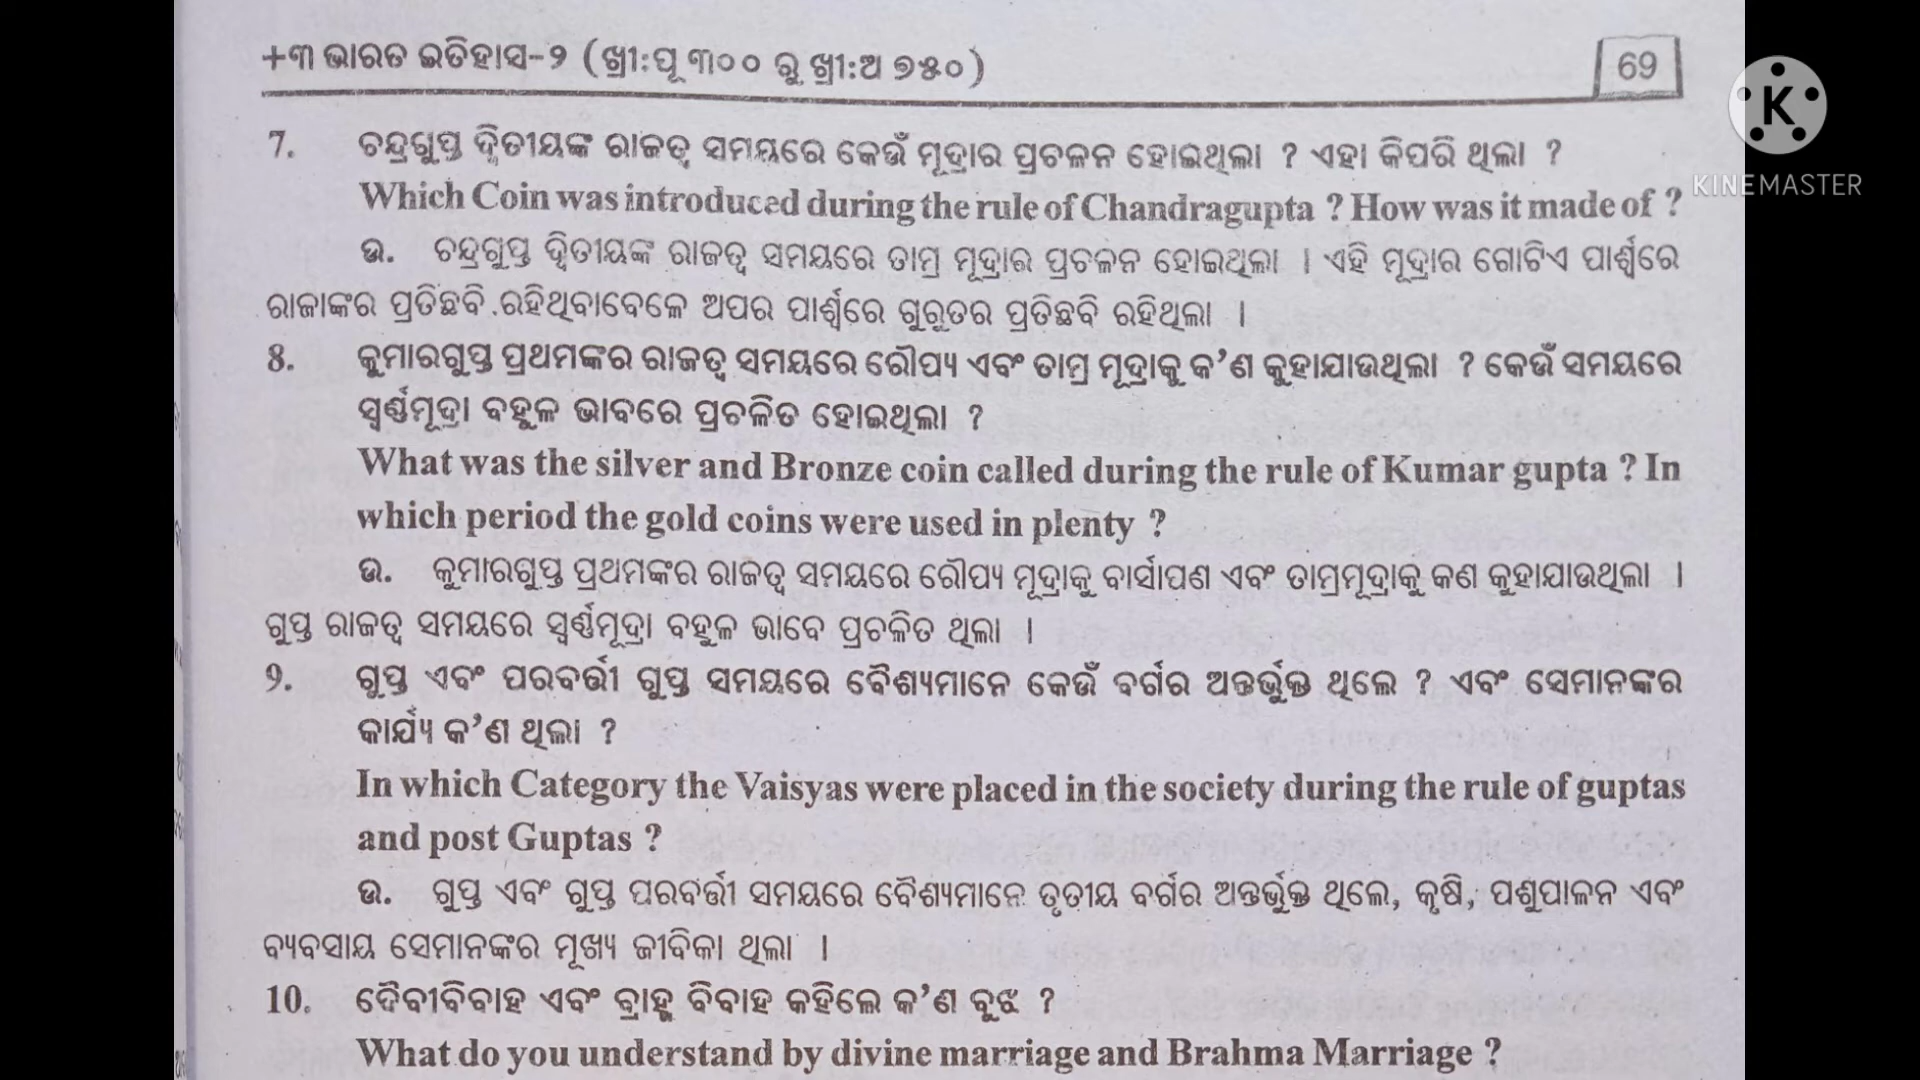 +୩ ଭାରତ ଇତିହାସ-୨ (ଖ୍ରୀ:ପୂ ୩୦୦ ରୁ ଖ୍ରୀ:ଅ ୭୫୦)
69
K
KINEMASTER
7. ଚନ୍ଦ୍ରଗୁପ୍ତ ଦ୍ୱିତୀୟଙ୍କ ରାଜତ୍ୱ ସମୟରେ କେଉଁ ମୂଦ୍ରାର ପ୍ରଚଳନ ହୋଇଥିଲା ? ଏହା କିପରି ଥିଲା ?
Which Coin was introduced during the rule of Chandragupta ? How was it made of ?
ଉ. ଚନ୍ଦ୍ରଗୁପ୍ତ ଦ୍ୱିତୀୟଙ୍କ ରାଜତ୍ୱ ସମୟରେ ତାମ୍ର ମୂଦ୍ରାର ପ୍ରଚଳନ ହୋଇଥିଲା । ଏହି ମୂଦ୍ରାର ଗୋଟିଏ ପାର୍ଶ୍ୱରେ
ରାଜାଙ୍କର ପ୍ରତିଛବି ରହିଥିବାବେଳେ ଅପର ପାର୍ଶ୍ୱରେ ଗୁରୁତର ପ୍ରତିଛବି ରହିଥିଲା ।
8. କୁମାରଗୁପ୍ତ ପ୍ରଥମଙ୍କର ରାଜତ୍ୱ ସମୟରେ ରୌପ୍ୟ ଏବଂ ତାମ୍ର ମୂଦ୍ରାକୁ କ’ଣ କୁହାଯାଉଥିଲା ? କେଉଁ ସମୟରେ
ସ୍ୱର୍ଣ୍ଣମୂଦ୍ରା ବହୁଳ ଭାବରେ ପ୍ରଚଳିତ ହୋଇଥିଲା ?
What was the silver and Bronze coin called during the rule of Kumar gupta ? In
which period the gold coins were used in plenty ?
ଉ. କୁମାରଗୁପ୍ତ ପ୍ରଥମଙ୍କର ରାଜତ୍ୱ ସମୟରେ ରୌପ୍ୟ ମୂଦ୍ରାକୁ ବାର୍ସାପଣ ଏବଂ ତାମ୍ରମୂଦ୍ରାକୁ କଣ କୁହାଯାଉଥିଲା ।
ଗୁପ୍ତ ରାଜତ୍ୱ ସମୟରେ ସ୍ୱର୍ଣ୍ଣମୂଦ୍ରା ବହୁଳ ଭାବେ ପ୍ରଚଳିତ ଥିଲା ।
9. ଗୁପ୍ତ ଏବଂ ପରବର୍ତ୍ତୀ ଗୁପ୍ତ ସମୟରେ ବୈଶ୍ୟମାନେ କେଉଁ ବର୍ଗର ଅନ୍ତର୍ଭୁକ୍ତ ଥିଲେ ? ଏବଂ ସେମାନଙ୍କର
କାର୍ଯ୍ୟ କ’ଣ ଥିଲା ?
In which Category the Vaisyas were placed in the society during the rule of guptas
and post Guptas ?
ଉ. ଗୁପ୍ତ ଏବଂ ଗୁପ୍ତ ପରବର୍ତ୍ତୀ ସମୟରେ ବୈଶ୍ୟମାନେ ତୃତୀୟ ବର୍ଗର ଅନ୍ତର୍ଭୁକ୍ତ ଥିଲେ, କୃଷି, ପଶୁପାଳନ ଏବଂ
ବ୍ୟବସାୟ ସେମାନଙ୍କର ମୂଖ୍ୟ ଜୀବିକା ଥିଲା ।
10. ଦୈବୀବିବାହ ଏବଂ ବ୍ରାହ୍ମ ବିବାହ କହିଲେ କ’ଣ ବୁଝ ?
What do you understand by divine marriage and Brahma Marriage ?